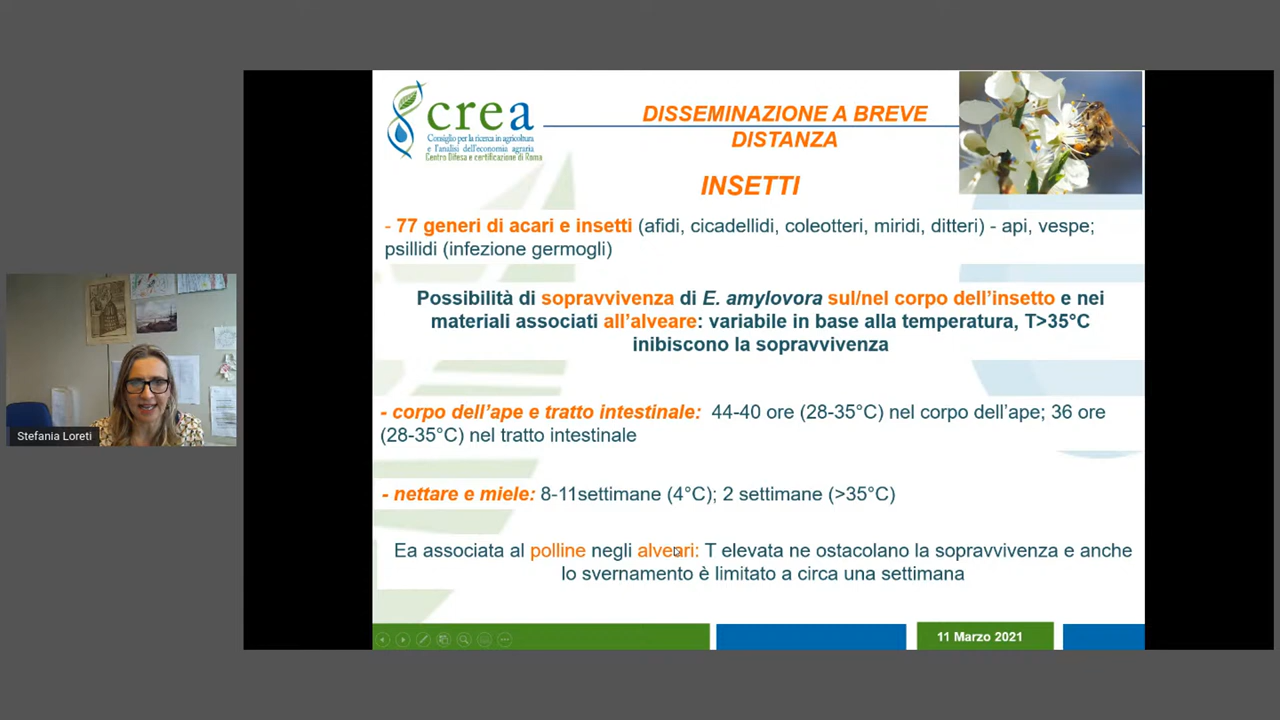 crea
Consiglio per la ricerca in agricoltura
e l'analisi dell'economia agraria
Centro Difesa e certificazione di Roma
DISSEMINAZIONE A BREVE
DISTANZA
INSETTI
- 77 generi di acari e insetti (afidi, cicadellidi, coleotteri, miridi, ditteri) - api, vespe;
psillidi (infezione germogli)
Possibilità di sopravvivenza di E. amylovora sul/nel corpo dell'insetto e nei
materiali associati all'alveare: variabile in base alla temperatura, T>35°C
inibiscono la sopravvivenza
- corpo dell'ape e tratto intestinale: 44-40 ore (28-35°C) nel corpo dell'ape; 36 ore
(28-35°C) nel tratto intestinale
- nettare e miele: 8-11settimane (4°C); 2 settimane (>35°C)
Ea associata al polline negli alveari: T elevata ne ostacolano la sopravvivenza e anche
lo svernamento è limitato a circa una settimana
11 Marzo 2021
Stefania Loreti